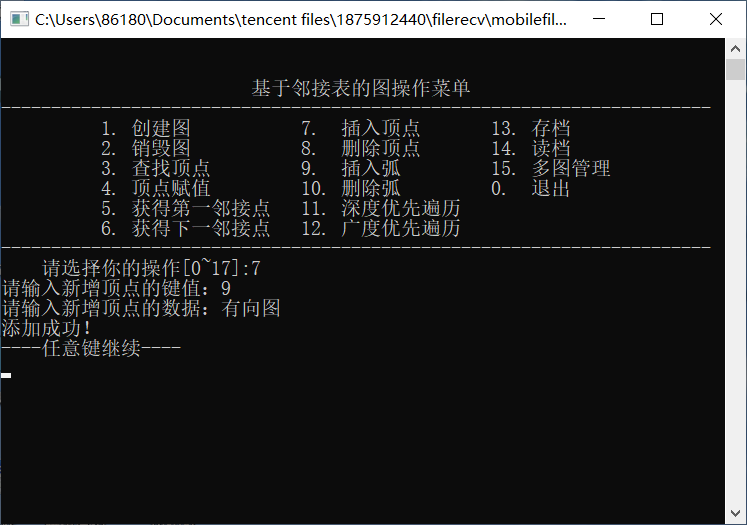 C:\Users\86180\Documents\tencent files\1875912440\filerecv\mobilefil...
基于邻接表的图操作菜单
-----------------------------------------------------------------------
1. 创建图 7. 插入顶点 13. 存档
2. 销毁图 8. 删除顶点 14. 读档
3. 查找顶点 9. 插入弧 15. 多图管理
4. 顶点赋值 10. 删除弧 0. 退出
5. 获得第一邻接点 11. 深度优先遍历
6. 获得下一邻接点 12. 广度优先遍历
-----------------------------------------------------------------------
请选择你的操作[0~17]:7
请输入新增顶点的键值：9
请输入新增顶点的数据：有向图
添加成功！
----任意键继续----